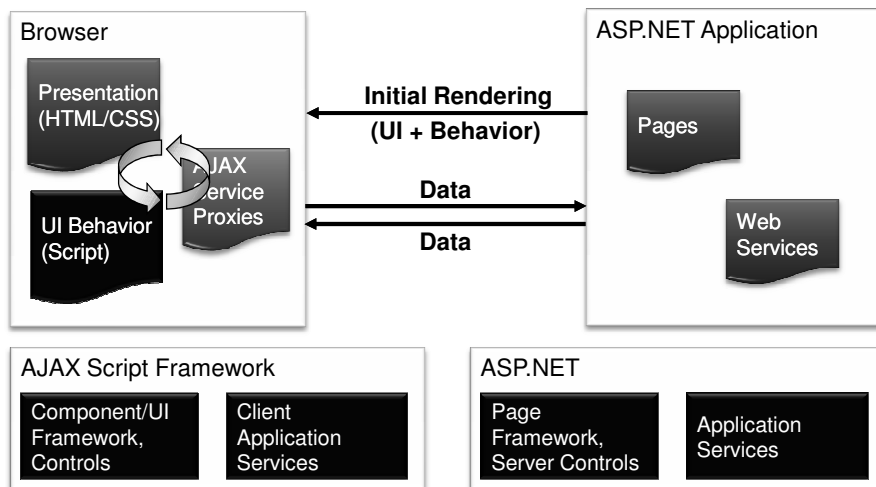 Browser
Presentation
(HTML/CSS)
AJAX
Service
Proxies
UI Behavior
(Script)
Initial Rendering
(UI + Behavior)
Data
Data
ASP.NET Application
Pages
Web
Services
AJAX Script Framework
Component/UI
Framework,
Controls
Client
Application
Services
ASP.NET
Page
Framework,
Server Controls
Application
Services